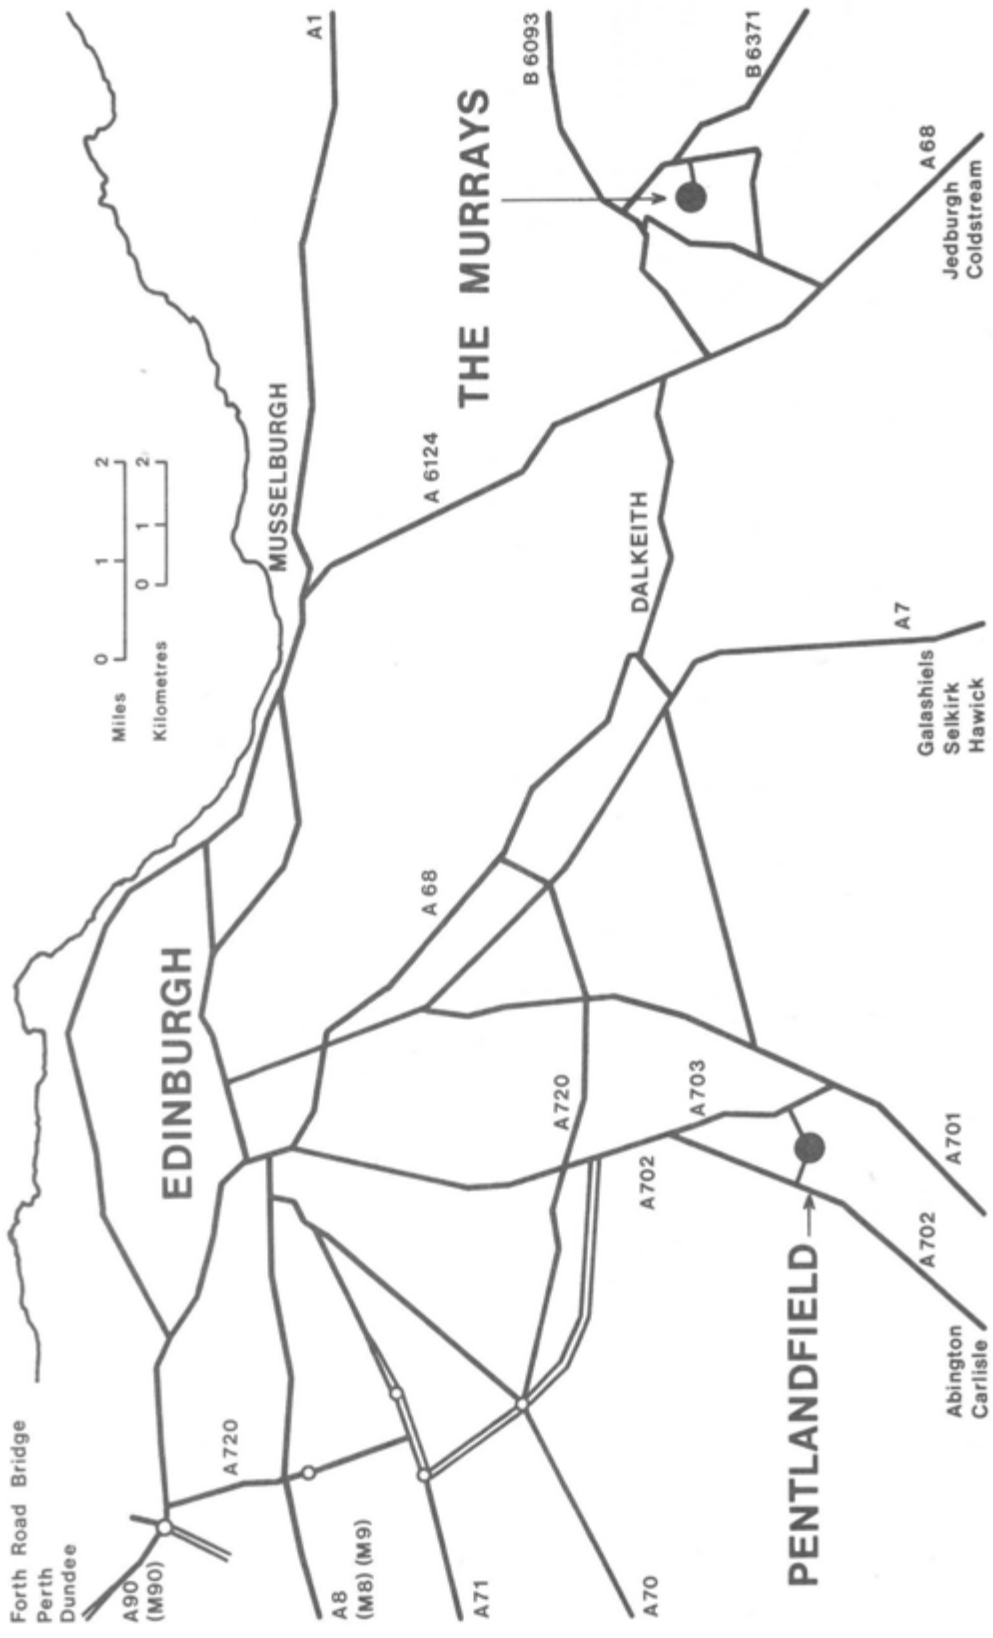 Forth Road Bridge
Perth
Dundee
A90
(M90)
A720
A8
(M8) (M9)
A71
A70
EDINBURGH
MUSSELBURGH
A1
Miles
0 1 2
Kilometres
0 1 2
A 6124
THE MURRAYS
B 6093
B 6371
A68
Jedburgh
Coldstream
DALKEITH
A 68
A7
Galashiels
Selkirk
Hawick
A720
A703
A702
A701
A702
PENTLANDFIELD
Abington
Carlisle